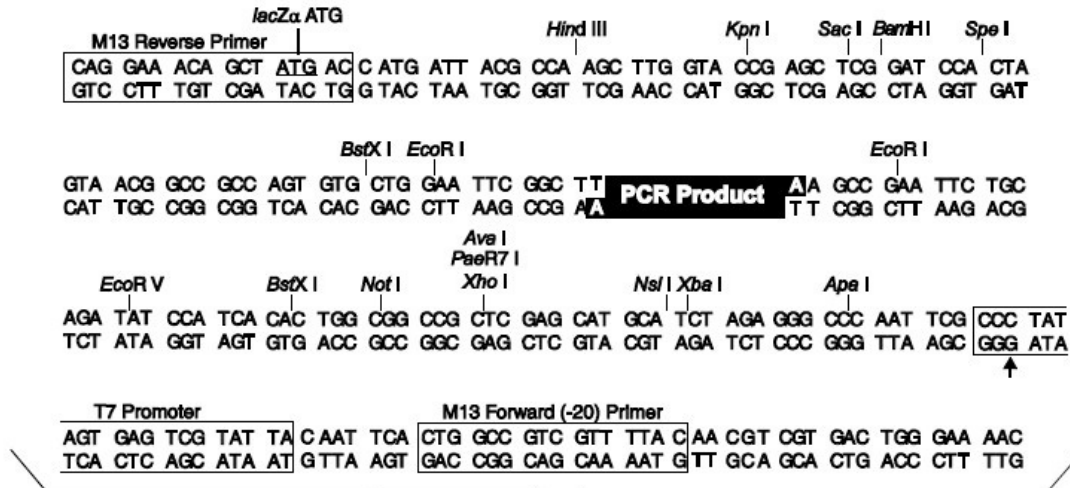 lacZα ATG
M13 Reverse Primer Hind III Kpn I Sac I BamH I Spe I
CAG GAA ACA GCT ATG AC C ATG ATT ACG CCA AGC TTG GTA CCG AGC TCG GAT CCA CTA
GTC CTT TGT CGA TAC TG G TAC TAA TGC GGT TCG AAC CAT GGC TCG AGC CTA GGT GAT
BstX I EcoR I EcoR I
GTA ACG GCC GCC AGT GTG CTG GAA TTC GGC TT PCR Product A A GCC GAA TTC TGC
CAT TGC CGG CGG TCA CAC GAC CTT AAG CCG A A T T CGG CTT AAG ACG
Ava I
PaeR7 I
EcoR V BstX I Not I Xho I Nsi I Xba I Apa I
AGA TAT CCA TCA CAC TGG CGG CCG CTC GAG CAT GCA TCT AGA GGG CCC AAT TCG CCC TAT
TCT ATA GGT AGT GTG ACC GCC GGC GAG CTC GTA CGT AGA TCT CCC GGG TTA AGC GGG ATA
T7 Promoter M13 Forward (-20) Primer
AGT GAG TCG TAT TA C AAT TCA CTG GCC GTC GTT TTA C AA CGT CGT GAC TGG GAA AAC
TCA CTC AGC ATA AT G TTA AGT GAC CGG CAG CAA AAT G TT GCA GCA CTG ACC CTT TTG